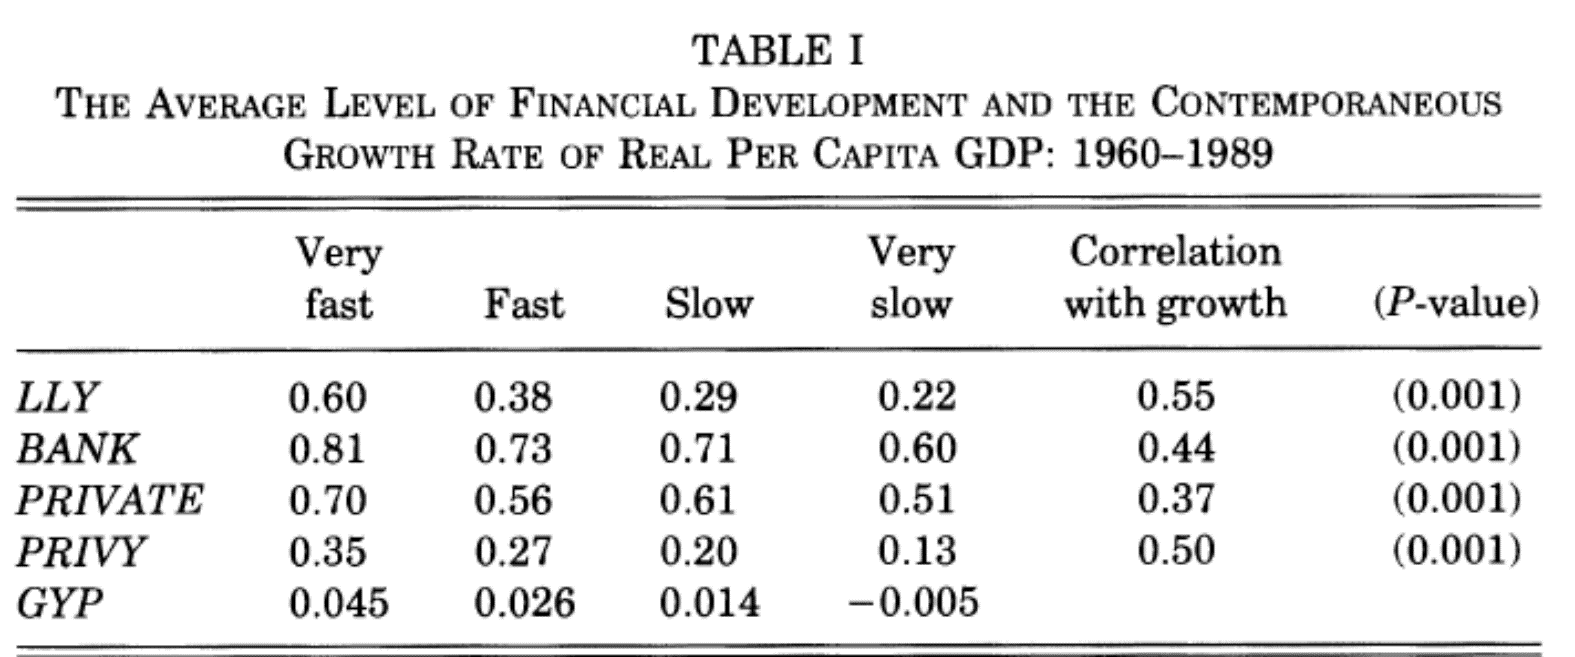 TABLE I
THE AVERAGE LEVEL OF FINANCIAL DEVELOPMENT AND THE CONTEMPORANEOUS
GROWTH RATE OF REAL PER CAPITA GDP: 1960–1989
Very fast Fast Slow Very slow Correlation with growth (P-value)
LLY 0.60 0.38 0.29 0.22 0.55 (0.001)
BANK 0.81 0.73 0.71 0.60 0.44 (0.001)
PRIVATE 0.70 0.56 0.61 0.51 0.37 (0.001)
PRIVY 0.35 0.27 0.20 0.13 0.50 (0.001)
GYP 0.045 0.026 0.014 −0.005